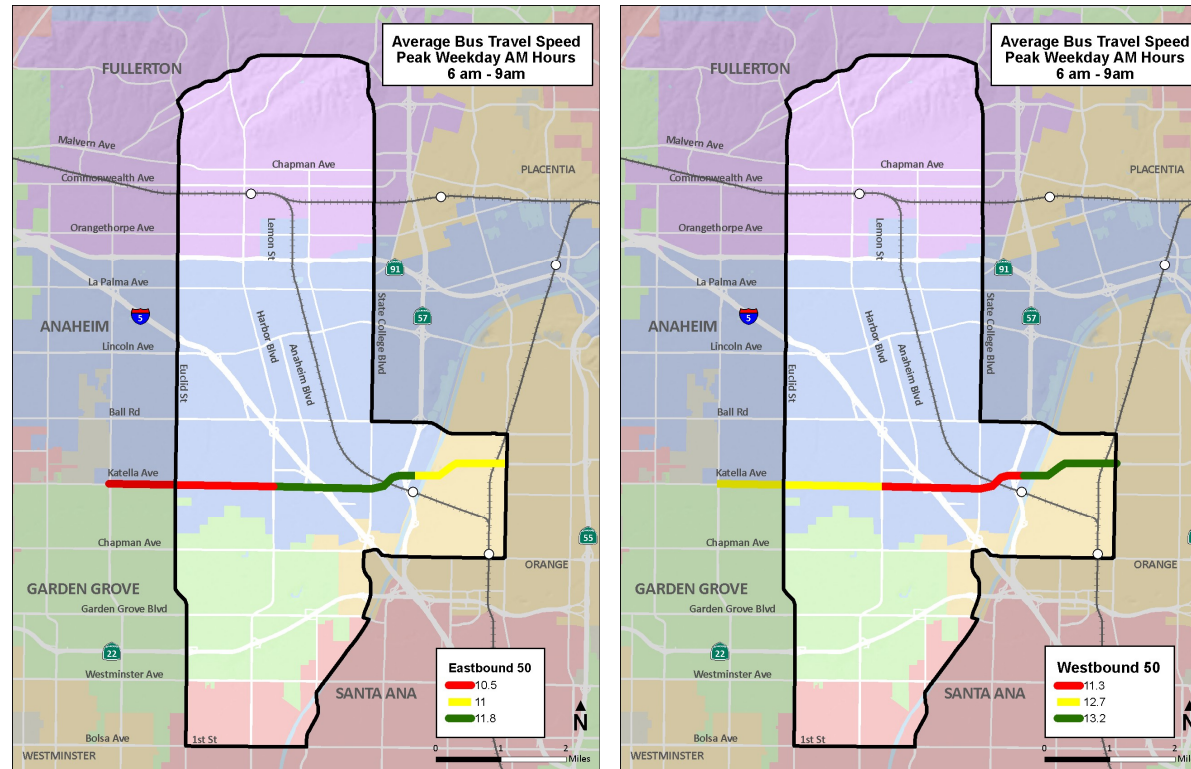 Average Bus Travel Speed
Peak Weekday AM Hours
6 am - 9am
FULLERTON
Malvern Ave
Chapman Ave
PLACENTIA
Commonwealth Ave
Orangethorpe Ave
Lemon St
91
La Palma Ave
State College Blvd
5
57
ANAHEIM
Harbor Blvd
Lincoln Ave
Anaheim Blvd
Euclid St
Ball Rd
Katella Ave
55
Chapman Ave
ORANGE
GARDEN GROVE
Garden Grove Blvd
22
Westminster Ave
Eastbound 50
10.5
11
11.8
SANTA ANA
N
Bolsa Ave
1st St
WESTMINSTER
0 1 2
Miles
Average Bus Travel Speed
Peak Weekday AM Hours
6 am - 9am
FULLERTON
Malvern Ave
Chapman Ave
PLACENTIA
Commonwealth Ave
Orangethorpe Ave
Lemon St
91
La Palma Ave
State College Blvd
5
57
ANAHEIM
Harbor Blvd
Lincoln Ave
Anaheim Blvd
Euclid St
Ball Rd
Katella Ave
Chapman Ave
ORANGE
GARDEN GROVE
Garden Grove Blvd
22
Westminster Ave
Westbound 50
11.3
12.7
13.2
SANTA ANA
N
Bolsa Ave
1st St
WESTMINSTER
0 1 2